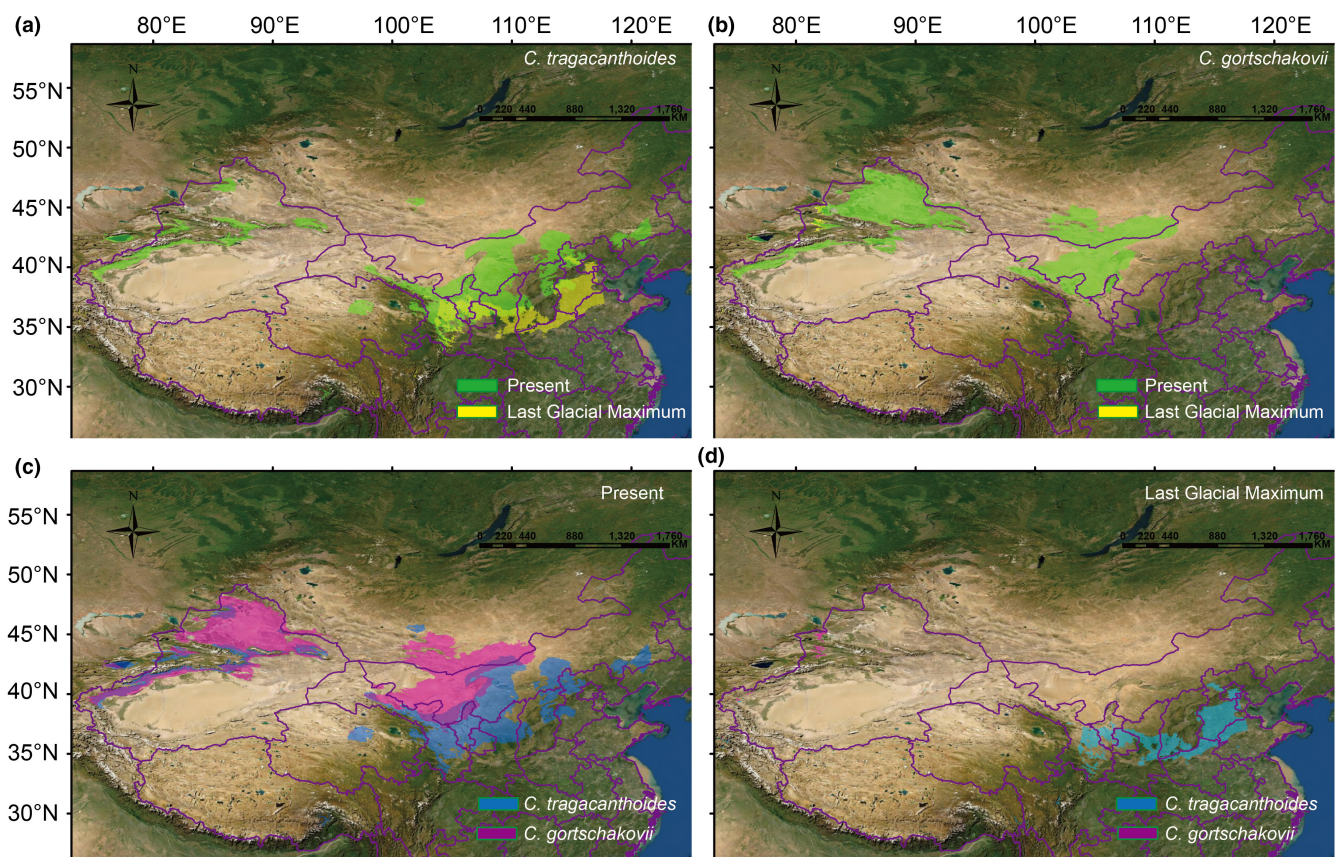 (a) 80°E 90°E 100°E 110°E 120°E
(b) 80°E 90°E 100°E 110°E 120°E
C. tragacanthoides
C. gortschakovii
N
N
55°N
50°N
45°N
40°N
35°N
30°N
0 220 440 880 1,320 1,760
KM
0 220 440 880 1,320 1,760
KM
Present
Last Glacial Maximum
Present
Last Glacial Maximum
(c)
(d)
Present
Last Glacial Maximum
N
N
55°N
50°N
45°N
40°N
35°N
30°N
0 220 440 880 1,320 1,760
KM
0 220 440 880 1,320 1,760
KM
C. tragacanthoides
C. gortschakovii
C. tragacanthoides
C. gortschakovii